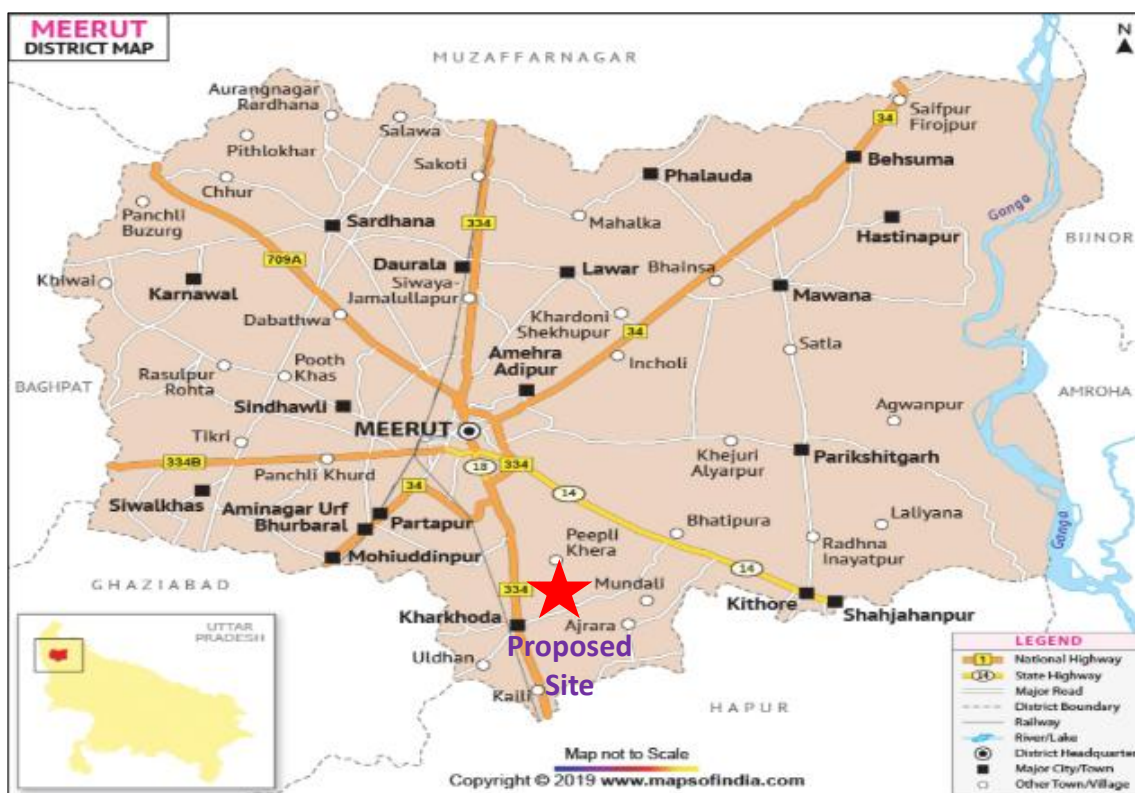 MEERUT
DISTRICT MAP
N
MUZAFFARNAGAR
Aurangnagar
Rardhana
Salawa
34
Saifpur
Firojpur
Pithlokhar
Sakoti
Behsuma
Chhur
Phalauda
Panchli
Buzurg
Sardhana
334
Mahalka
Ganga
Hastinapur
BIJNOR
709A
Daurala
Lawar
Bhainsa
Khiwai
Karnawal
Siwaya-
Jamalullapur
Mawana
Dabathwa
Khardoni
Shekhupur
34
Satla
Amehra
Adipur
Incholi
BAGHPAT
Rasulpur
Rohta
Pooth
Khas
AMROHA
Sindhawli
Agwanpur
MEERUT
Tikri
Khejuri
Alyarpur
Parikshitgarh
334B
Panchli Khurd
18
334
Siwalkhas
34
14
Aminagar Urf
Bhurbaral
Partapur
Bhatipura
Laliyana
Ganga
Peepli
Khera
Radhna
Inayatpur
Mohiuddinpur
GHAZIABAD
334
Mundali
14
Kithore
Shahjahanpur
Kharkhoda
Ajrara
Proposed
Site
Uldhan
Kaili
HAPUR
UTTAR
PRADESH
LEGEND
1 National Highway
14 State Highway
Major Road
District Boundary
Railway
River/Lake
District Headquarter
Major City/Town
Other Town/Village
Map not to Scale
Copyright © 2019 www.mapsofindia.com